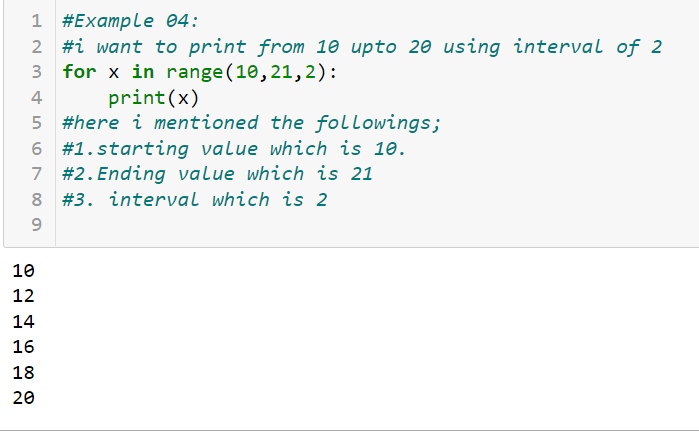 1 #Example 04:
2 #i want to print from 10 upto 20 using interval of 2
3 for x in range(10,21,2):
4     print(x)
5 #here i mentioned the followings;
6 #1.starting value which is 10.
7 #2.Ending value which is 21
8 #3. interval which is 2
9
10
12
14
16
18
20